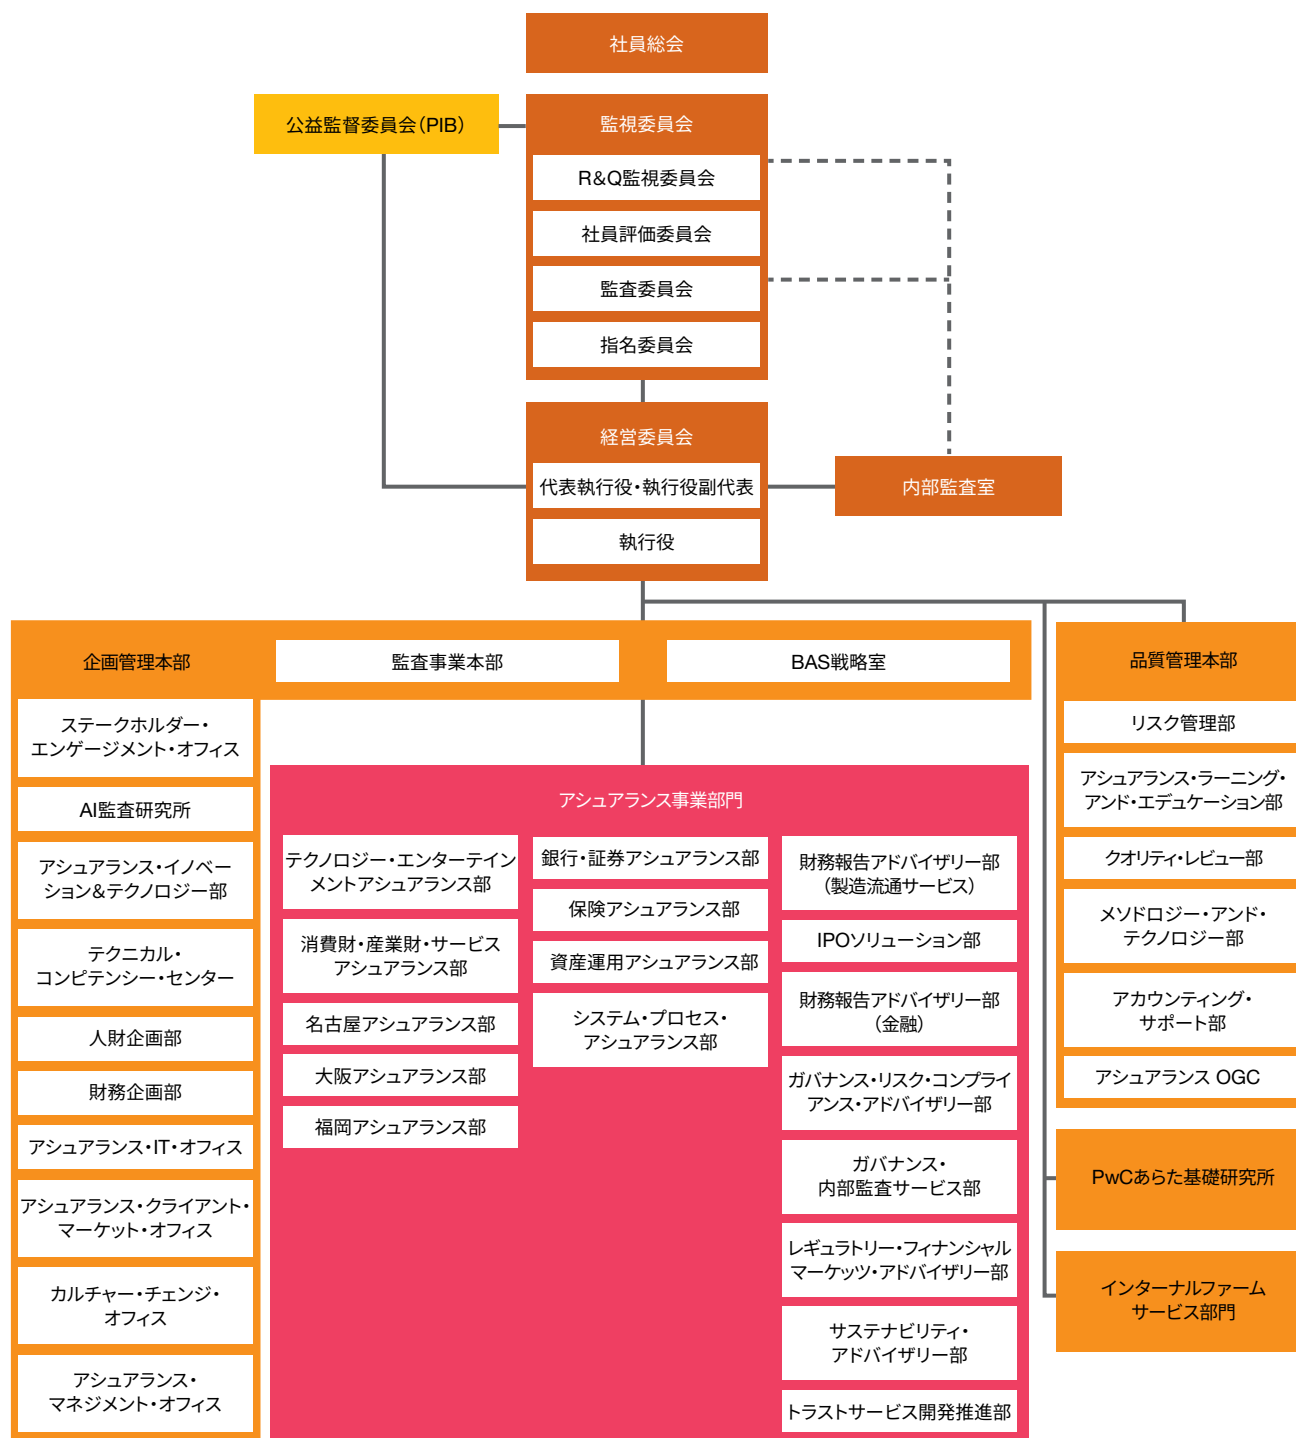 社員総会
公益監督委員会（PIB）
監視委員会
R&Q監視委員会
社員評価委員会
監査委員会
指名委員会
経営委員会
代表執行役・執行役副代表
執行役
内部監査室
企画管理本部
監査事業本部
BAS戦略室
ステークホルダー・
エンゲージメント・オフィス
AI監査研究所
アシュアランス・イノベー
ション&テクノロジー部
テクニカル・
コンピテンシー・センター
人財企画部
財務企画部
アシュアランス・IT・オフィス
アシュアランス・クライアント・
マーケット・オフィス
カルチャー・チェンジ・
オフィス
アシュアランス・
マネジメント・オフィス
アシュアランス事業部門
テクノロジー・エンターテイン
メントアシュアランス部
消費財・産業財・サービス
アシュアランス部
名古屋アシュアランス部
大阪アシュアランス部
福岡アシュアランス部
銀行・証券アシュアランス部
保険アシュアランス部
資産運用アシュアランス部
システム・プロセス・
アシュアランス部
財務報告アドバイザリー部
（製造流通サービス）
IPOソリューション部
財務報告アドバイザリー部
（金融）
ガバナンス・リスク・コンプライ
アンス・アドバイザリー部
ガバナンス・
内部監査サービス部
レギュラトリー・フィナンシャル
マーケッツ・アドバイザリー部
サステナビリティ・
アドバイザリー部
トラストサービス開発推進部
品質管理本部
リスク管理部
アシュアランス・ラーニング・
アンド・エデュケーション部
クオリティ・レビュー部
メソドロジー・アンド・
テクノロジー部
アカウンティング・
サポート部
アシュアランス OGC
PwCあらた基礎研究所
インターナルファーム
サービス部門